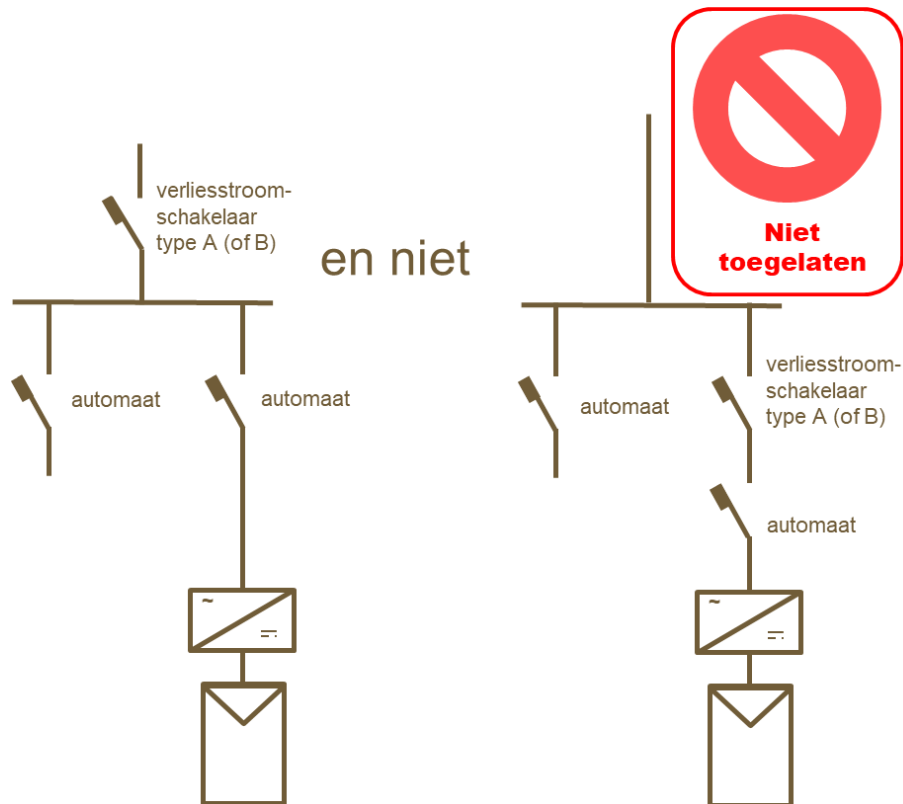 verliesstroom-
schakelaar
type A (of B)
en niet
automaat
automaat
Niet
toegelaten
automaat
verliesstroom-
schakelaar
type A (of B)
automaat